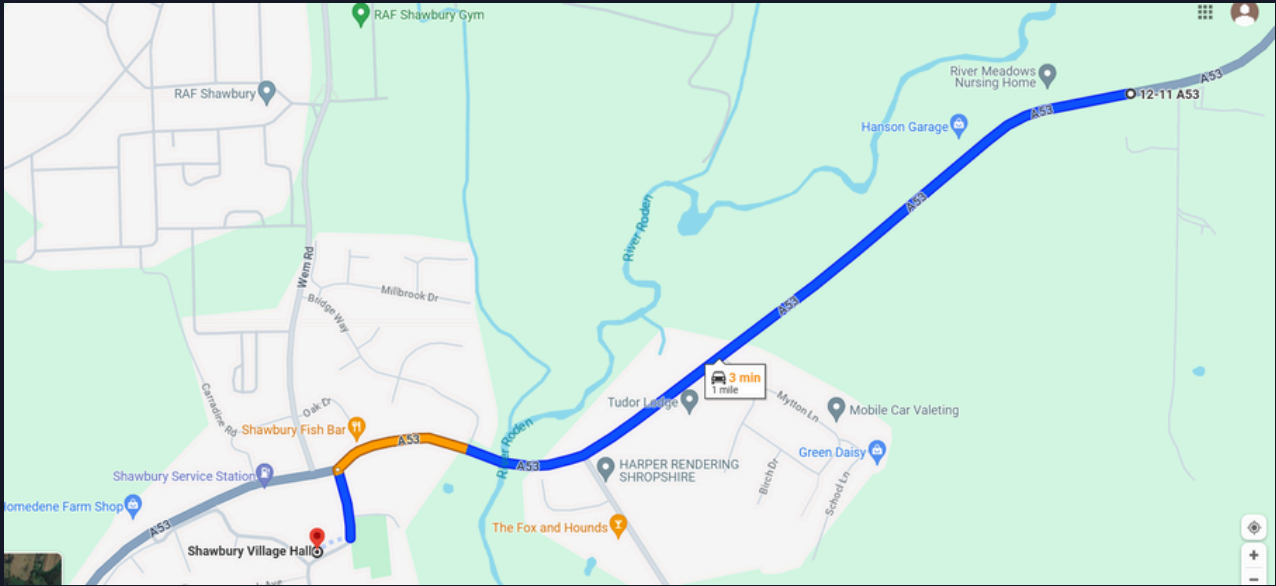 RAF Shawbury Gym
RAF Shawbury
River Meadows
Nursing Home
A53
12-11 A53
A53
Hanson Garage
A53
River Roden
Wem Rd
Millbrook Dr
Bridge Way
A53
3 min
1 mile
Tudor Lodge
Mytton Ln
Mobile Car Valeting
Carradine Rd
Oak Dr
Shawbury Fish Bar
A53
River Roden
Green Daisy
Birch Dr
School Ln
A53
HARPER RENDERING
SHROPSHIRE
Shawbury Service Station
Homedene Farm Shop
A53
The Fox and Hounds
Shawbury Village Hall